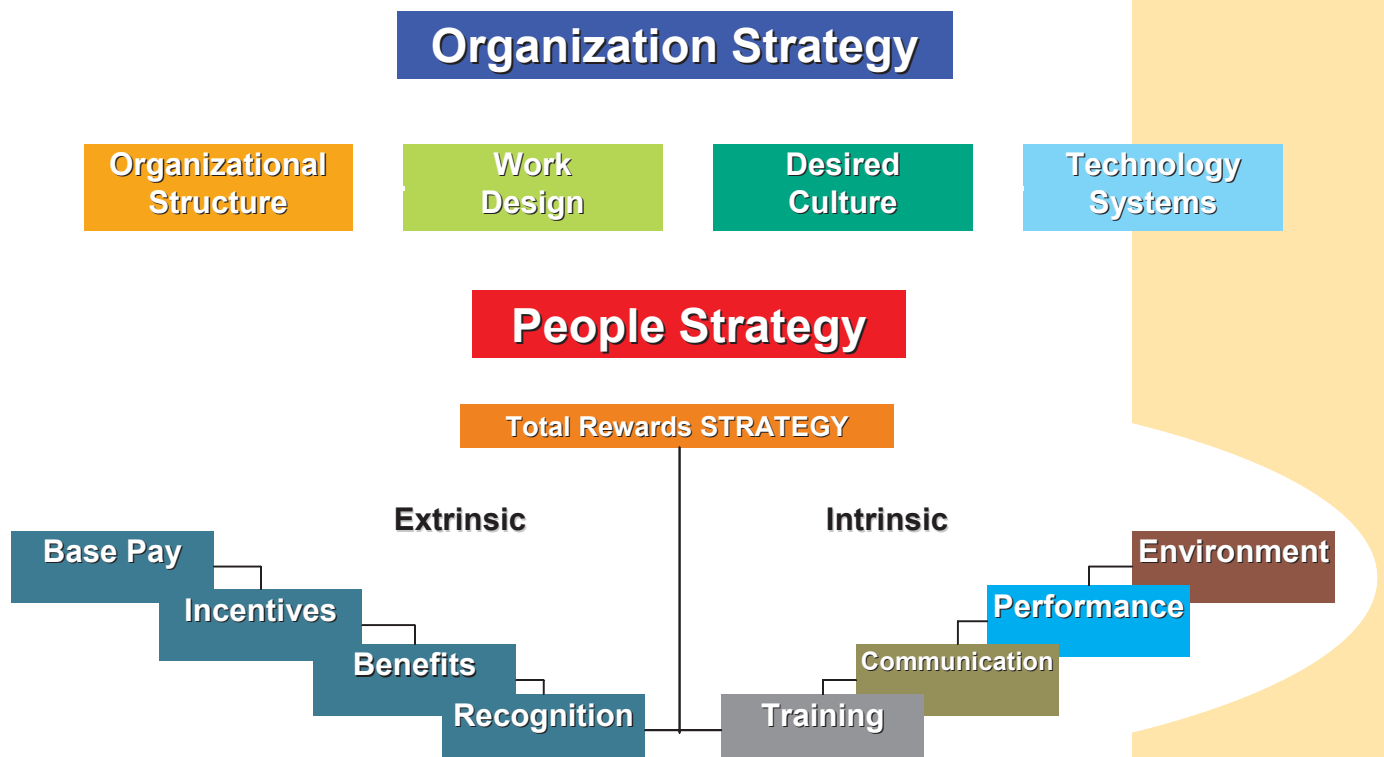 Organization Strategy
Organizational
Structure
Work
Design
Desired
Culture
Technology
Systems
People Strategy
Total Rewards STRATEGY
Extrinsic
Intrinsic
Base Pay
Incentives
Benefits
Recognition
Environment
Performance
Communication
Training